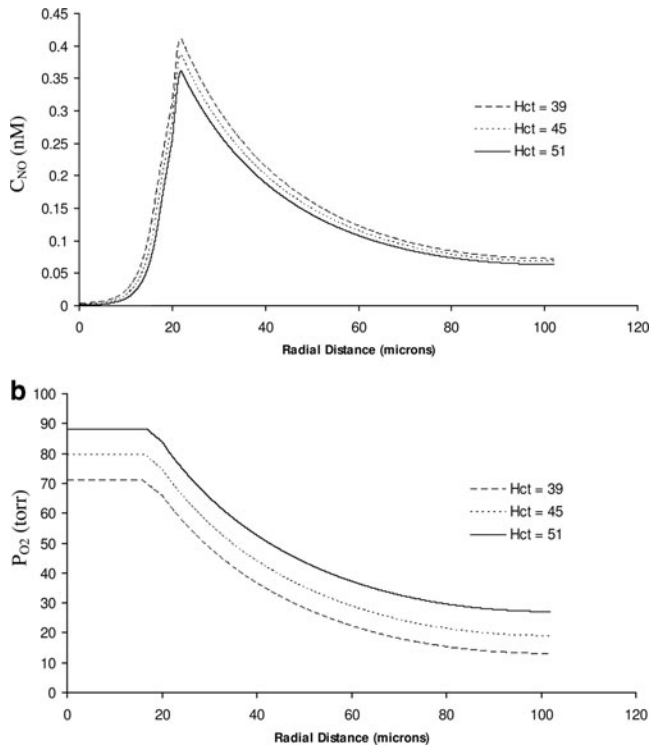 0.45
0.4
0.35
0.3
0.25
0.2
0.15
0.1
0.05
0
C_NO (nM)
Hct = 39
Hct = 45
Hct = 51
0 20 40 60 80 100 120
Radial Distance (microns)
b
100
90
80
70
60
50
40
30
20
10
0
P_O2 (torr)
Hct = 39
Hct = 45
Hct = 51
0 20 40 60 80 100 120
Radial Distance (microns)